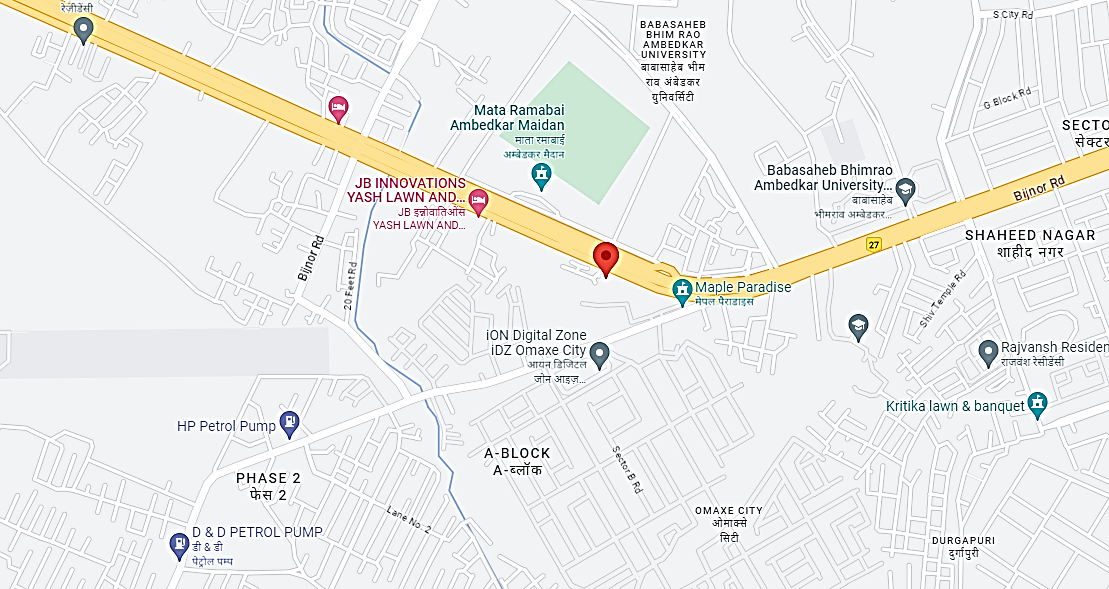 रेज़ीडेंसी
S City Rd
BABASAHEB
BHIM RAO
AMBEDKAR
UNIVERSITY
बाबासाहेब भीम
राव अंबेडकर
युनिवर्सिटी
G Block Rd
Mata Ramabai
Ambedkar Maidan
माता रमाबाई
अम्बेडकर मैदान
SECTO
सेक्टर
Babasaheb Bhimrao
Ambedkar University...
बाबासाहेब
भीमराव अम्बेडकर...
Bijnor Rd
JB INNOVATIONS
YASH LAWN AND...
JB इन्नोवातिओंस
YASH LAWN AND...
27
SHAHEED NAGAR
शाहीद नगर
Bijnor Rd
20 Feet Rd
Maple Paradise
मेपल पैराडाइस
Shiv Temple Rd
iON Digital Zone
iDZ Omaxe City
आयन डिजिटल
जोन आइज़...
Rajvansh Residen
राजवंश रेसीडेंसी
Kritika lawn & banquet
HP Petrol Pump
A-BLOCK
A-ब्लॉक
Sector B Rd
PHASE 2
फेस 2
Lane No. 2
OMAXE CITY
ओमाक्से
सिटी
D & D PETROL PUMP
डी & डी
पेट्रोल पम्प
DURGAPURI
दुर्गापुरी